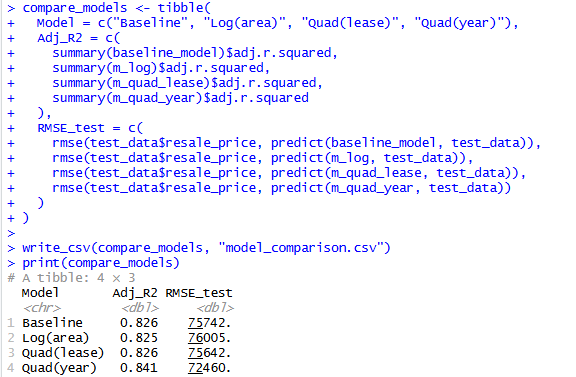 > compare_models <- tibble(
+   Model = c("Baseline", "Log(area)", "Quad(lease)", "Quad(year)"),
+   Adj_R2 = c(
+     summary(baseline_model)$adj.r.squared,
+     summary(m_log)$adj.r.squared,
+     summary(m_quad_lease)$adj.r.squared,
+     summary(m_quad_year)$adj.r.squared
+   ),
+   RMSE_test = c(
+     rmse(test_data$resale_price, predict(baseline_model, test_data)),
+     rmse(test_data$resale_price, predict(m_log, test_data)),
+     rmse(test_data$resale_price, predict(m_quad_lease, test_data)),
+     rmse(test_data$resale_price, predict(m_quad_year, test_data))
+   )
+ )
>
> write_csv(compare_models, "model_comparison.csv")
> print(compare_models)
# A tibble: 4 × 3
  Model       Adj_R2 RMSE_test
  <chr>        <dbl>     <dbl>
1 Baseline     0.826    75742.
2 Log(area)    0.825    76005.
3 Quad(lease)  0.826    75642.
4 Quad(year)   0.841    72460.